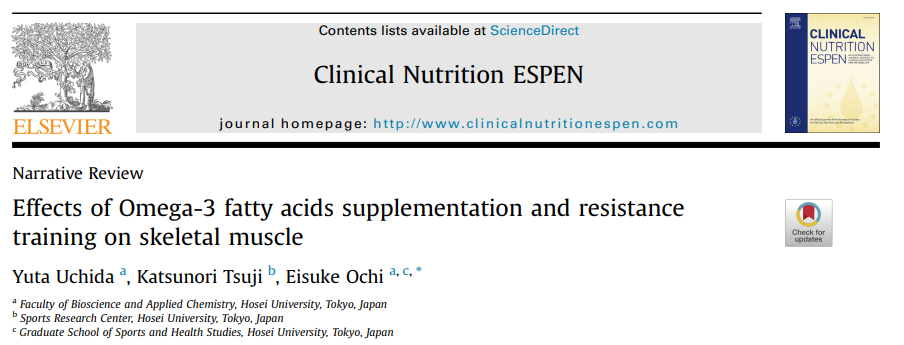 Contents lists available at ScienceDirect
Clinical Nutrition ESPEN
journal homepage: http://www.clinicalnutritionespen.com
ELSEVIER
CLINICAL
NUTRITION
ESPEN
Narrative Review
Effects of Omega-3 fatty acids supplementation and resistance
training on skeletal muscle
Check for
updates
Yuta Uchida a, Katsunori Tsuji b, Eisuke Ochi a, c, *
a Faculty of Bioscience and Applied Chemistry, Hosei University, Tokyo, Japan
b Sports Research Center, Hosei University, Tokyo, Japan
c Graduate School of Sports and Health Studies, Hosei University, Tokyo, Japan